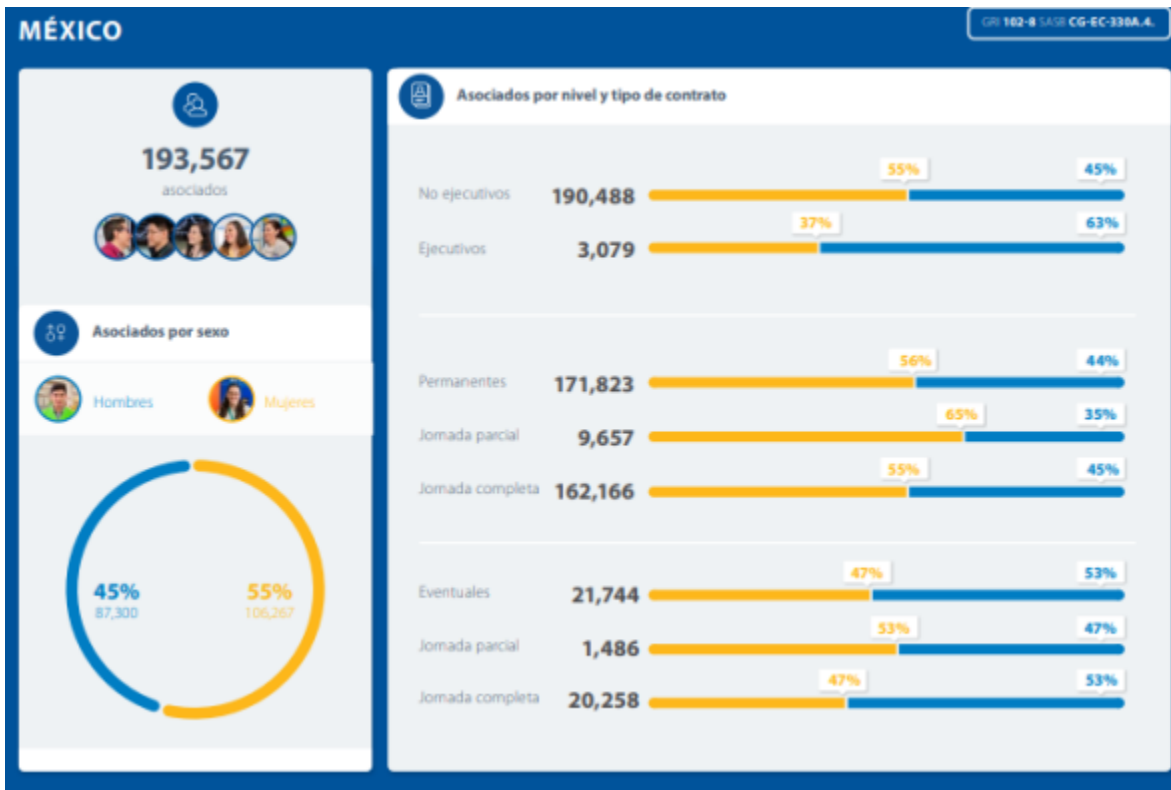 MÉXICO
GRI 102-8 SASB CG-EC-330A.4.
193,567
asociados
Asociados por sexo
Hombres
Mujeres
45%
87,300
55%
106,267
Asociados por nivel y tipo de contrato
55% 45%
No ejecutivos 190,488
37% 63%
Ejecutivos 3,079
56% 44%
Permanentes 171,823
65% 35%
Jornada parcial 9,657
55% 45%
Jornada completa 162,166
47% 53%
Eventuales 21,744
53% 47%
Jornada parcial 1,486
47% 53%
Jornada completa 20,258